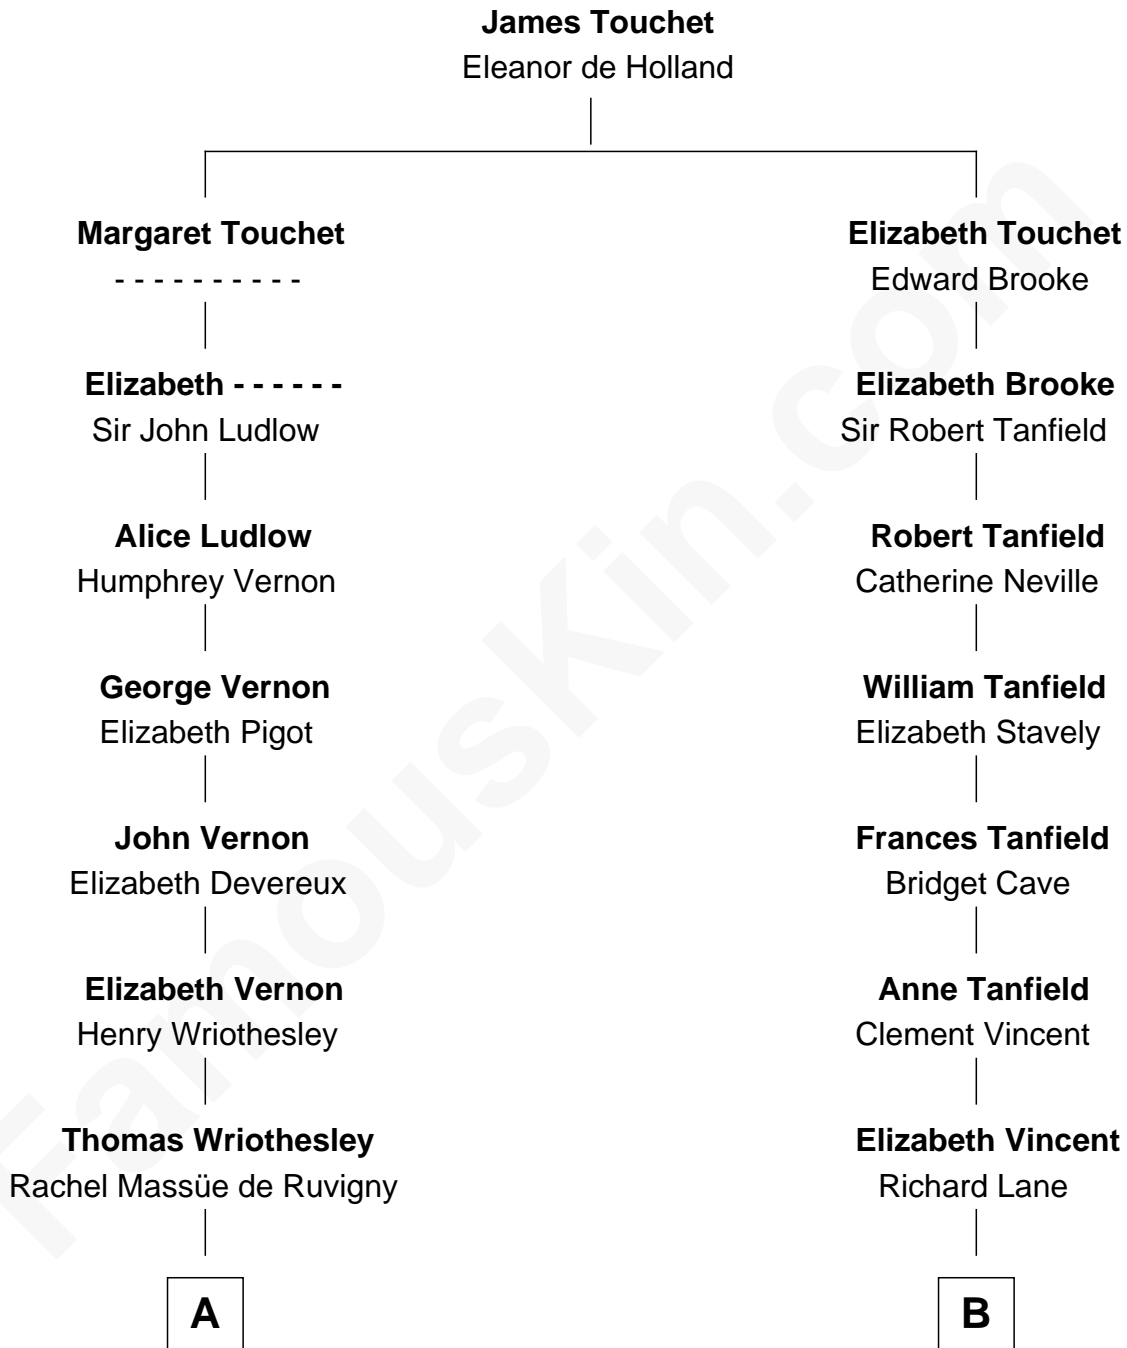 James Touchet
Eleanor de Holland
Margaret Touchet
- - - - - - - - - -
Elizabeth - - - - - -
Sir John Ludlow
Alice Ludlow
Humphrey Vernon
George Vernon
Elizabeth Pigot
John Vernon
Elizabeth Devereux
Elizabeth Vernon
Henry Wriothesley
Thomas Wriothesley
Rachel Massüe de Ruvigny
A
Elizabeth Touchet
Edward Brooke
Elizabeth Brooke
Sir Robert Tanfield
Robert Tanfield
Catherine Neville
William Tanfield
Elizabeth Stavely
Frances Tanfield
Bridget Cave
Anne Tanfield
Clement Vincent
Elizabeth Vincent
Richard Lane
B
FamousKin.com